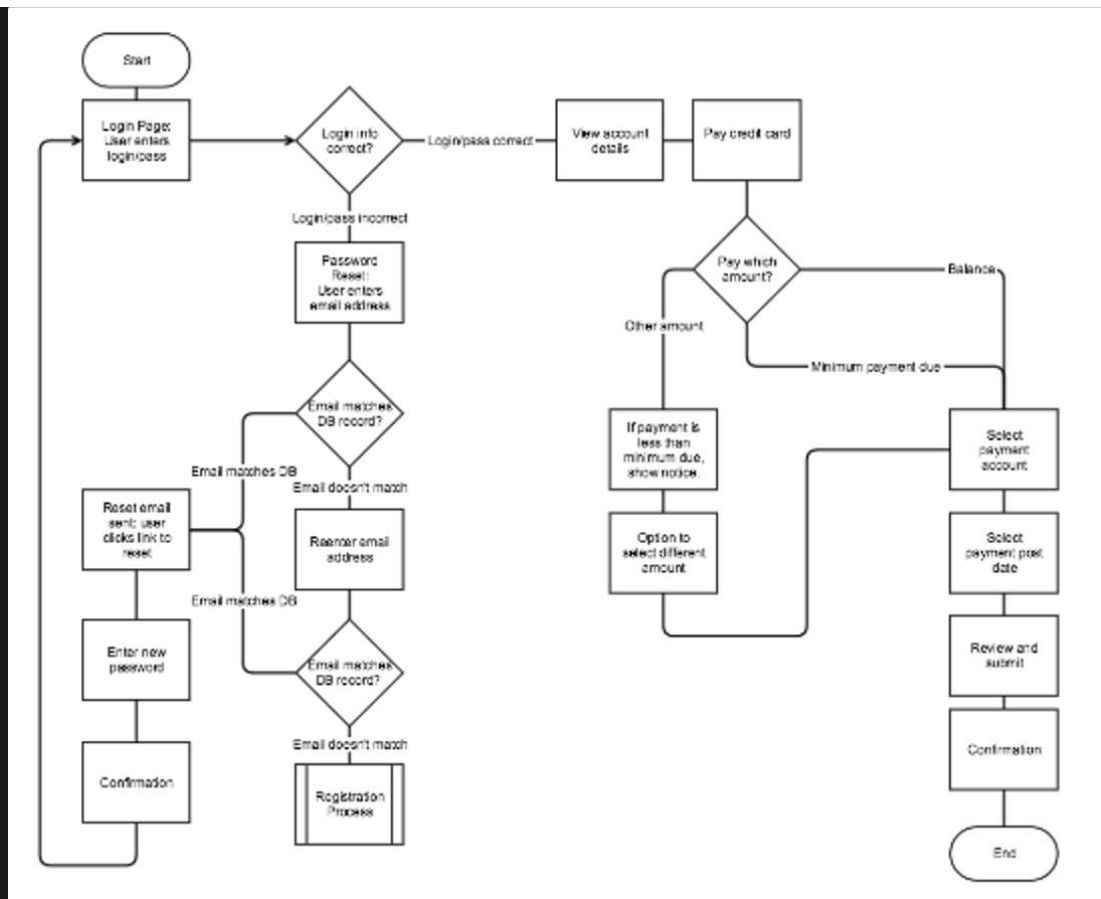 Start
Login Page:
User enters
login/pass
Login info
correct?
Login/pass correct
View account
details
Pay credit card
Login/pass incorrect
Password
Reset:
User enters
email address
Pay which
amount?
Balance
Other amount
Minimum payment due
Email matches
DB record?
If payment is
less than
minimum due,
show notice.
Select
payment
account
Email matches DB
Email doesn't match
Reset email
sent; user
clicks link to
reset
Reenter email
address
Option to
select different
amount
Select
payment post
date
Email matches DB
Enter new
password
Email matches
DB record?
Review and
submit
Email doesn't match
Confirmation
Registration
Process
Confirmation
End